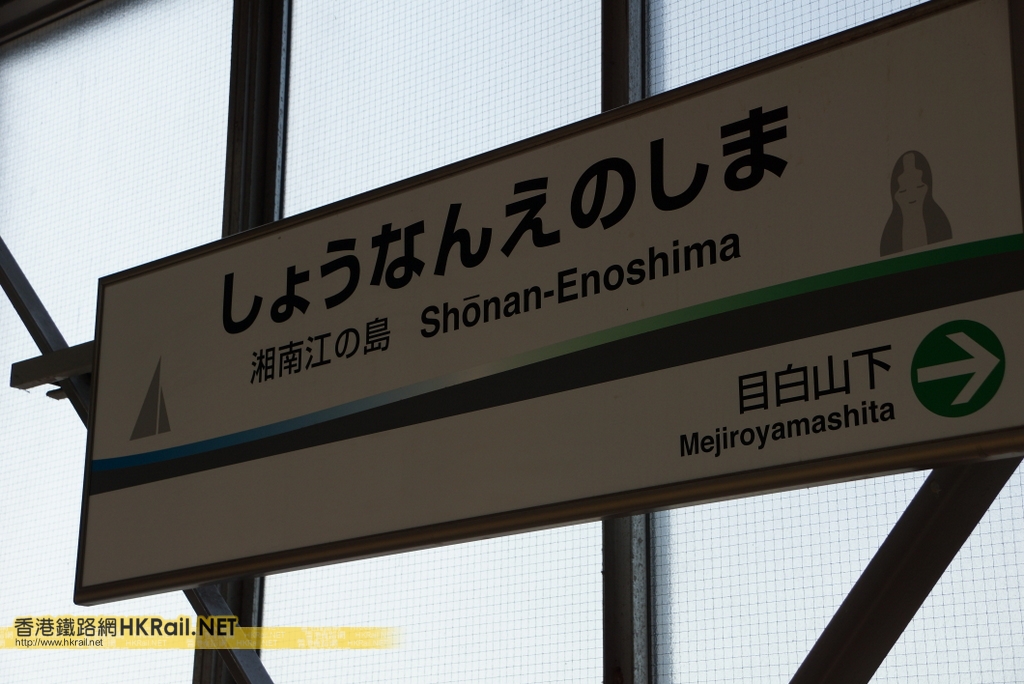 しょうなんえのしま
湘南江の島 Shōnan-Enoshima
目白山下
Mejiroyamashita
香港鐵路網HKRail.NET
http://www.hkrail.net